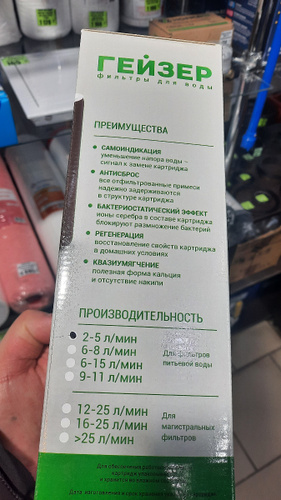 ГЕЙЗЕР
фильтры для воды
ПРЕИМУЩЕСТВА
САМОИНДИКАЦИЯ
уменьшение напора воды –
сигнал к замене картриджа
АНТИСБРОС
все отфильтрованные примеси
надежно задерживаются
в структуре картриджа
БАКТЕРИОСТАТИЧЕСКИЙ ЭФФЕКТ
ионы серебра в составе картриджа
блокируют размножение бактерий
РЕГЕНЕРАЦИЯ
восстановление свойств картриджа
в домашних условиях
КВАЗИУМЯГЧЕНИЕ
полезная форма кальция
и отсутствие накипи
ПРОИЗВОДИТЕЛЬНОСТЬ
2-5 л/мин
6-8 л/мин
6-15 л/мин
9-11 л/мин
Для фильтров
питьевой воды
12-25 л/мин
16-25 л/мин
>25 л/мин
Для
магистральных
фильтров